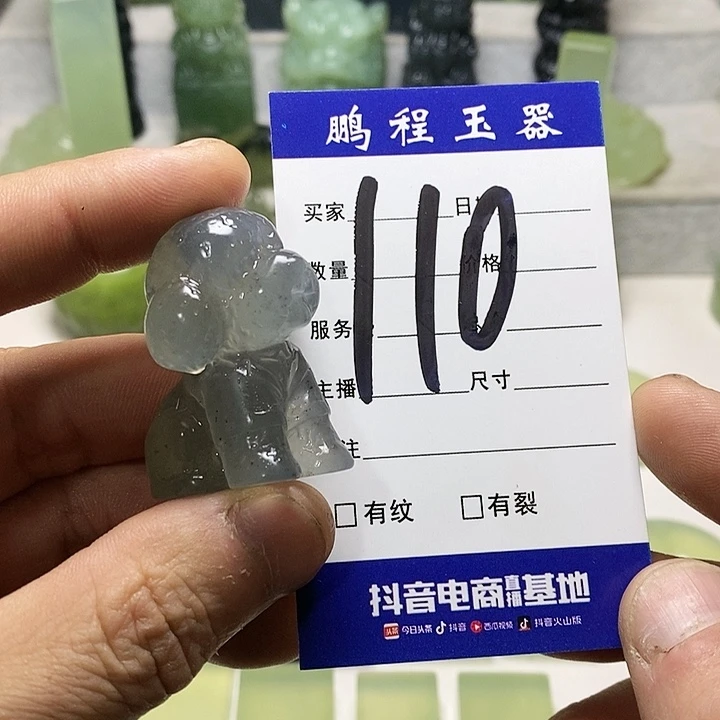 鹏程玉器
110
买家 日
数量 价格
服务
主播 尺寸
注
□有纹 □有裂
抖音电商直播基地
头条 今日头条 抖音 西瓜视频 抖音火山版